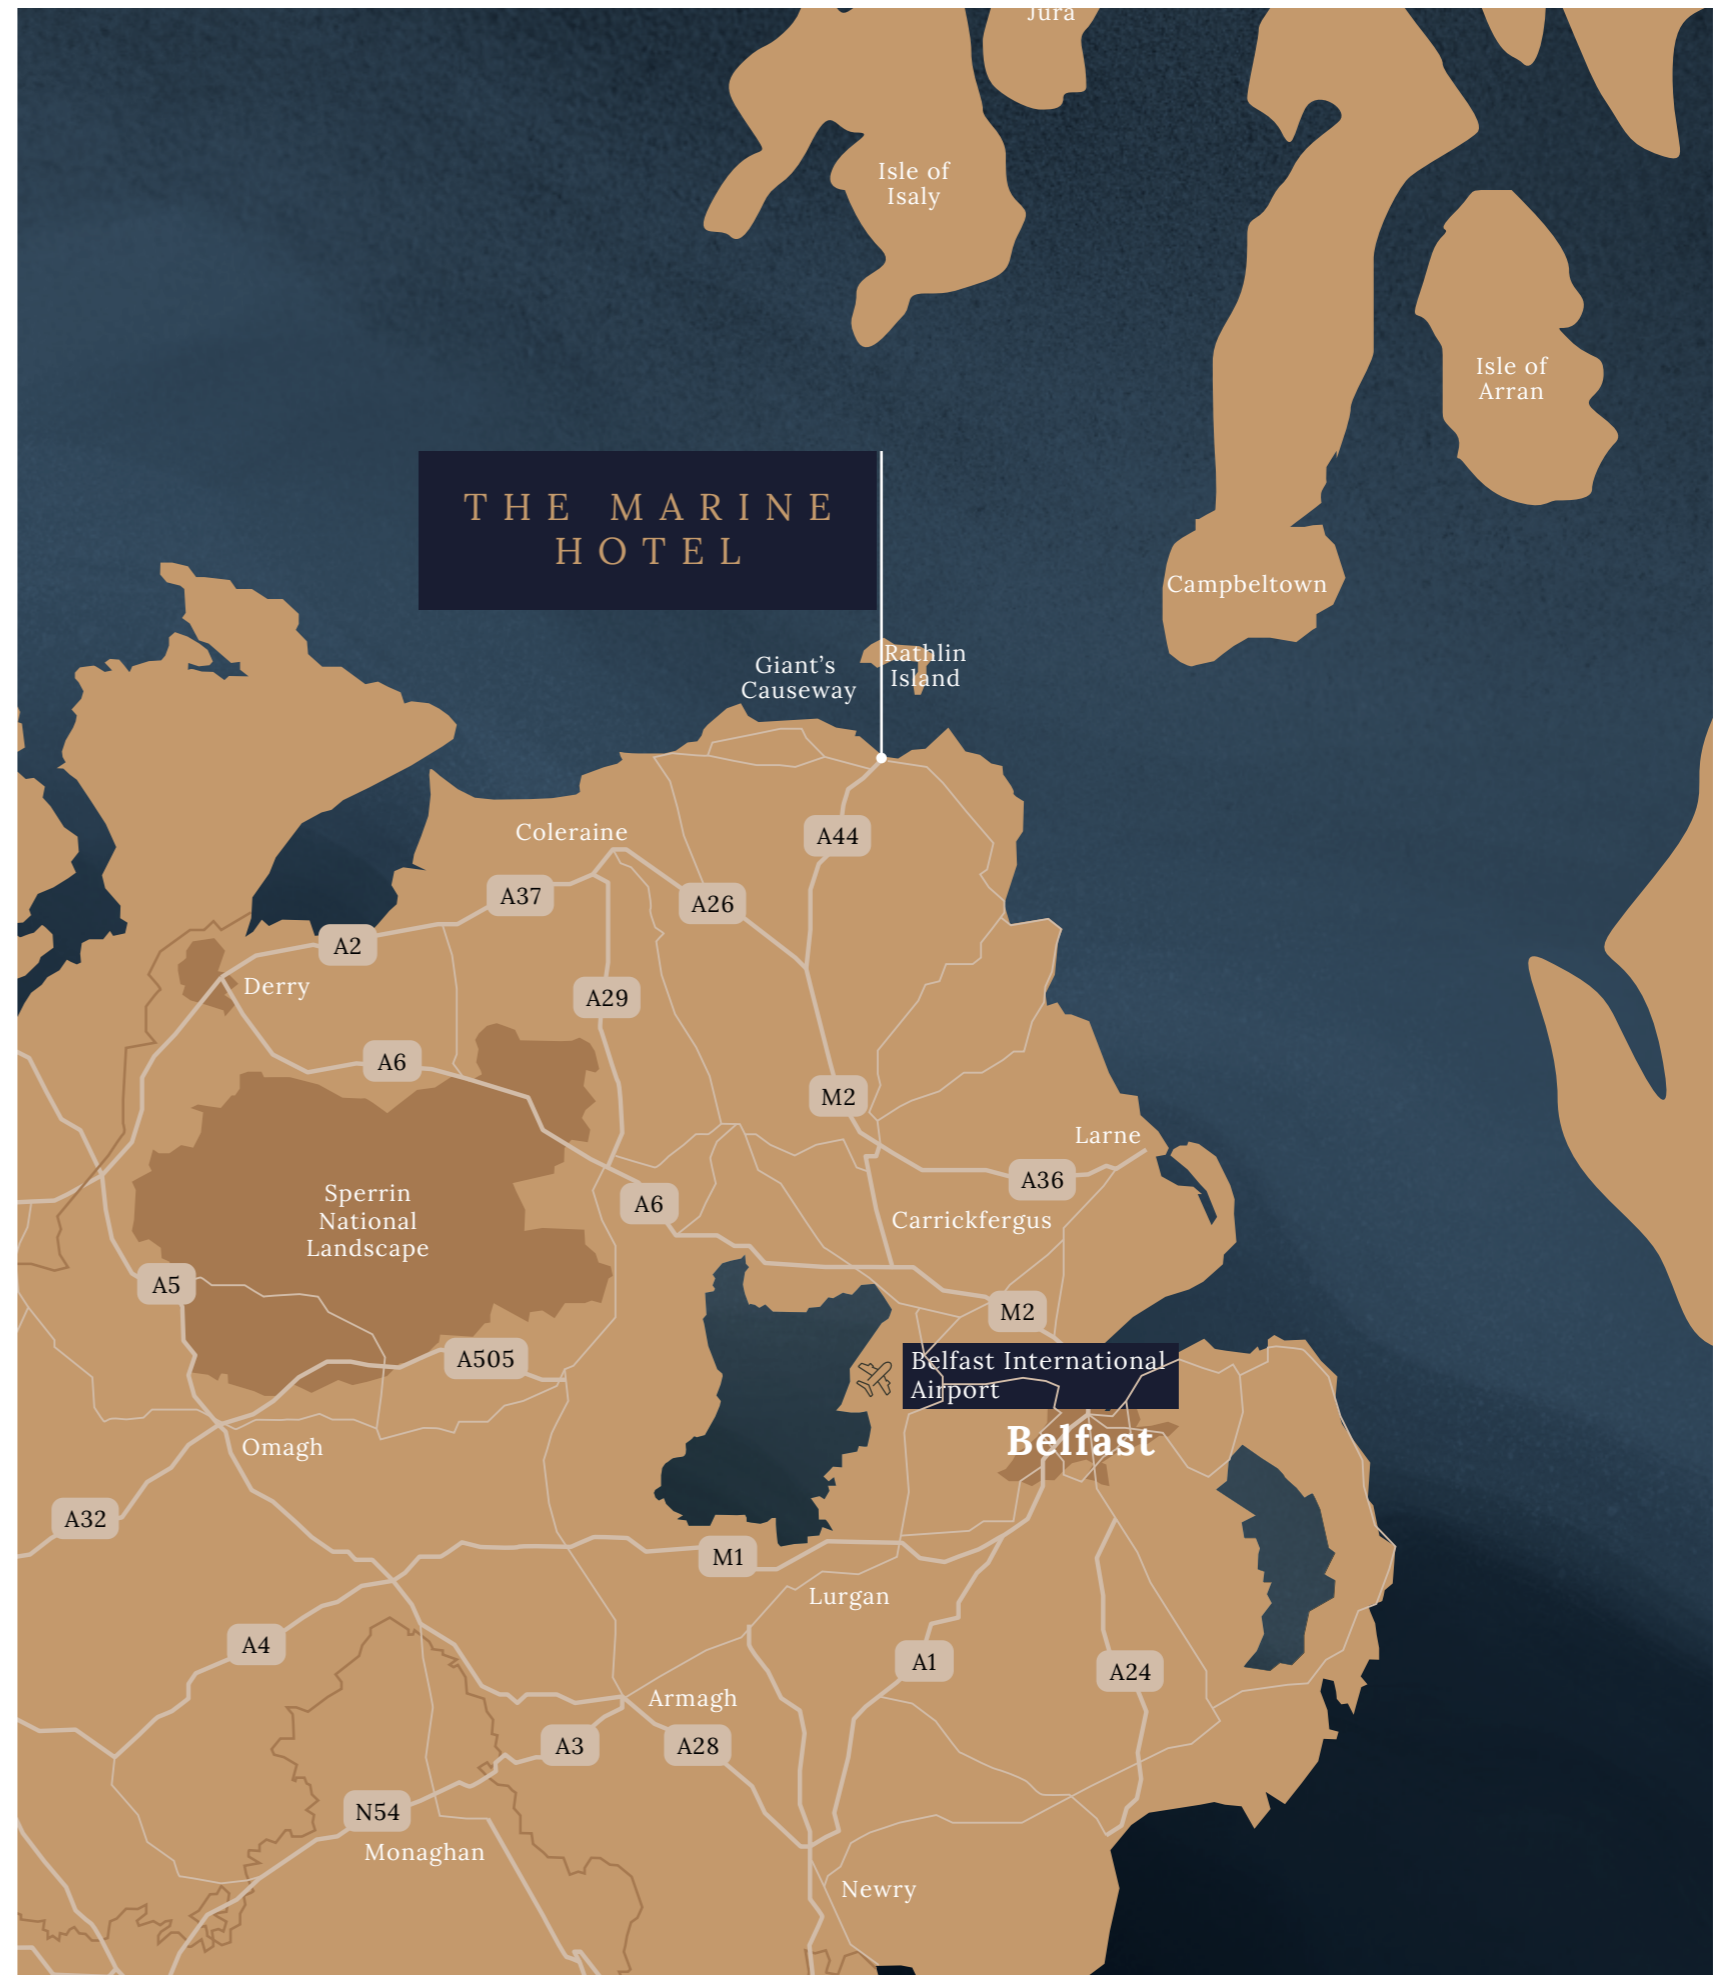 Jura
Isle of
Isaly
Isle of
Arran
THE MARINE
HOTEL
Campbeltown
Giant’s
Causeway
Rathlin
Island
Coleraine
A44
A37
A26
A2
Derry
A29
A6
M2
Larne
A36
Sperrin
National
Landscape
A6
Carrickfergus
A5
M2
A505
Belfast International
Airport
Belfast
Omagh
A32
M1
Lurgan
A4
A1
A24
Armagh
A3
A28
N54
Monaghan
Newry